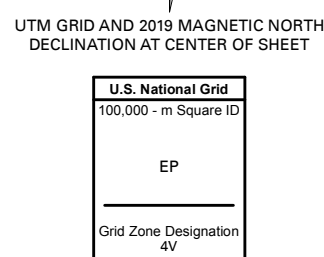 UTM GRID AND 2019 MAGNETIC NORTH
DECLINATION AT CENTER OF SHEET
U.S. National Grid
100,000 - m Square ID
EP
Grid Zone Designation
4V